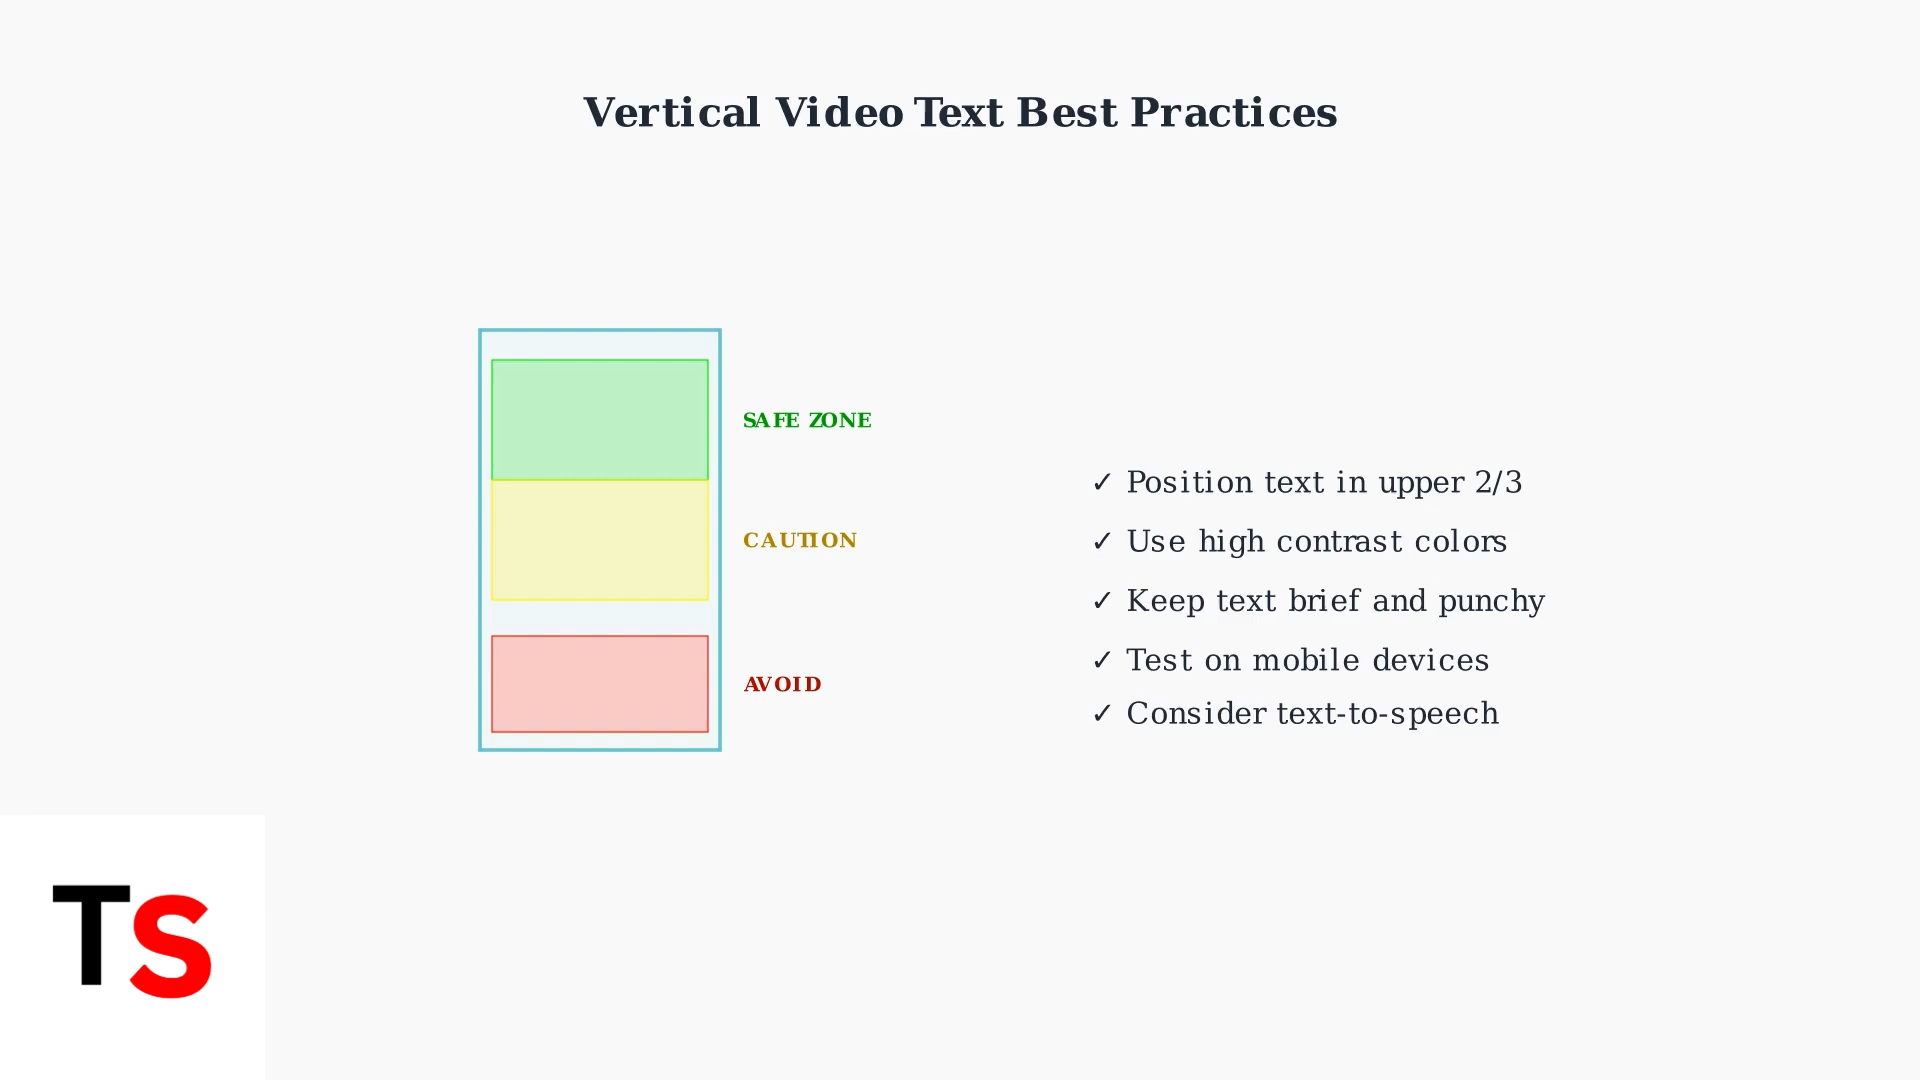 Vertical Video Text Best Practices
SAFE ZONE
CAUTION
AVOID
✓ Position text in upper 2/3
✓ Use high contrast colors
✓ Keep text brief and punchy
✓ Test on mobile devices
✓ Consider text-to-speech
TS